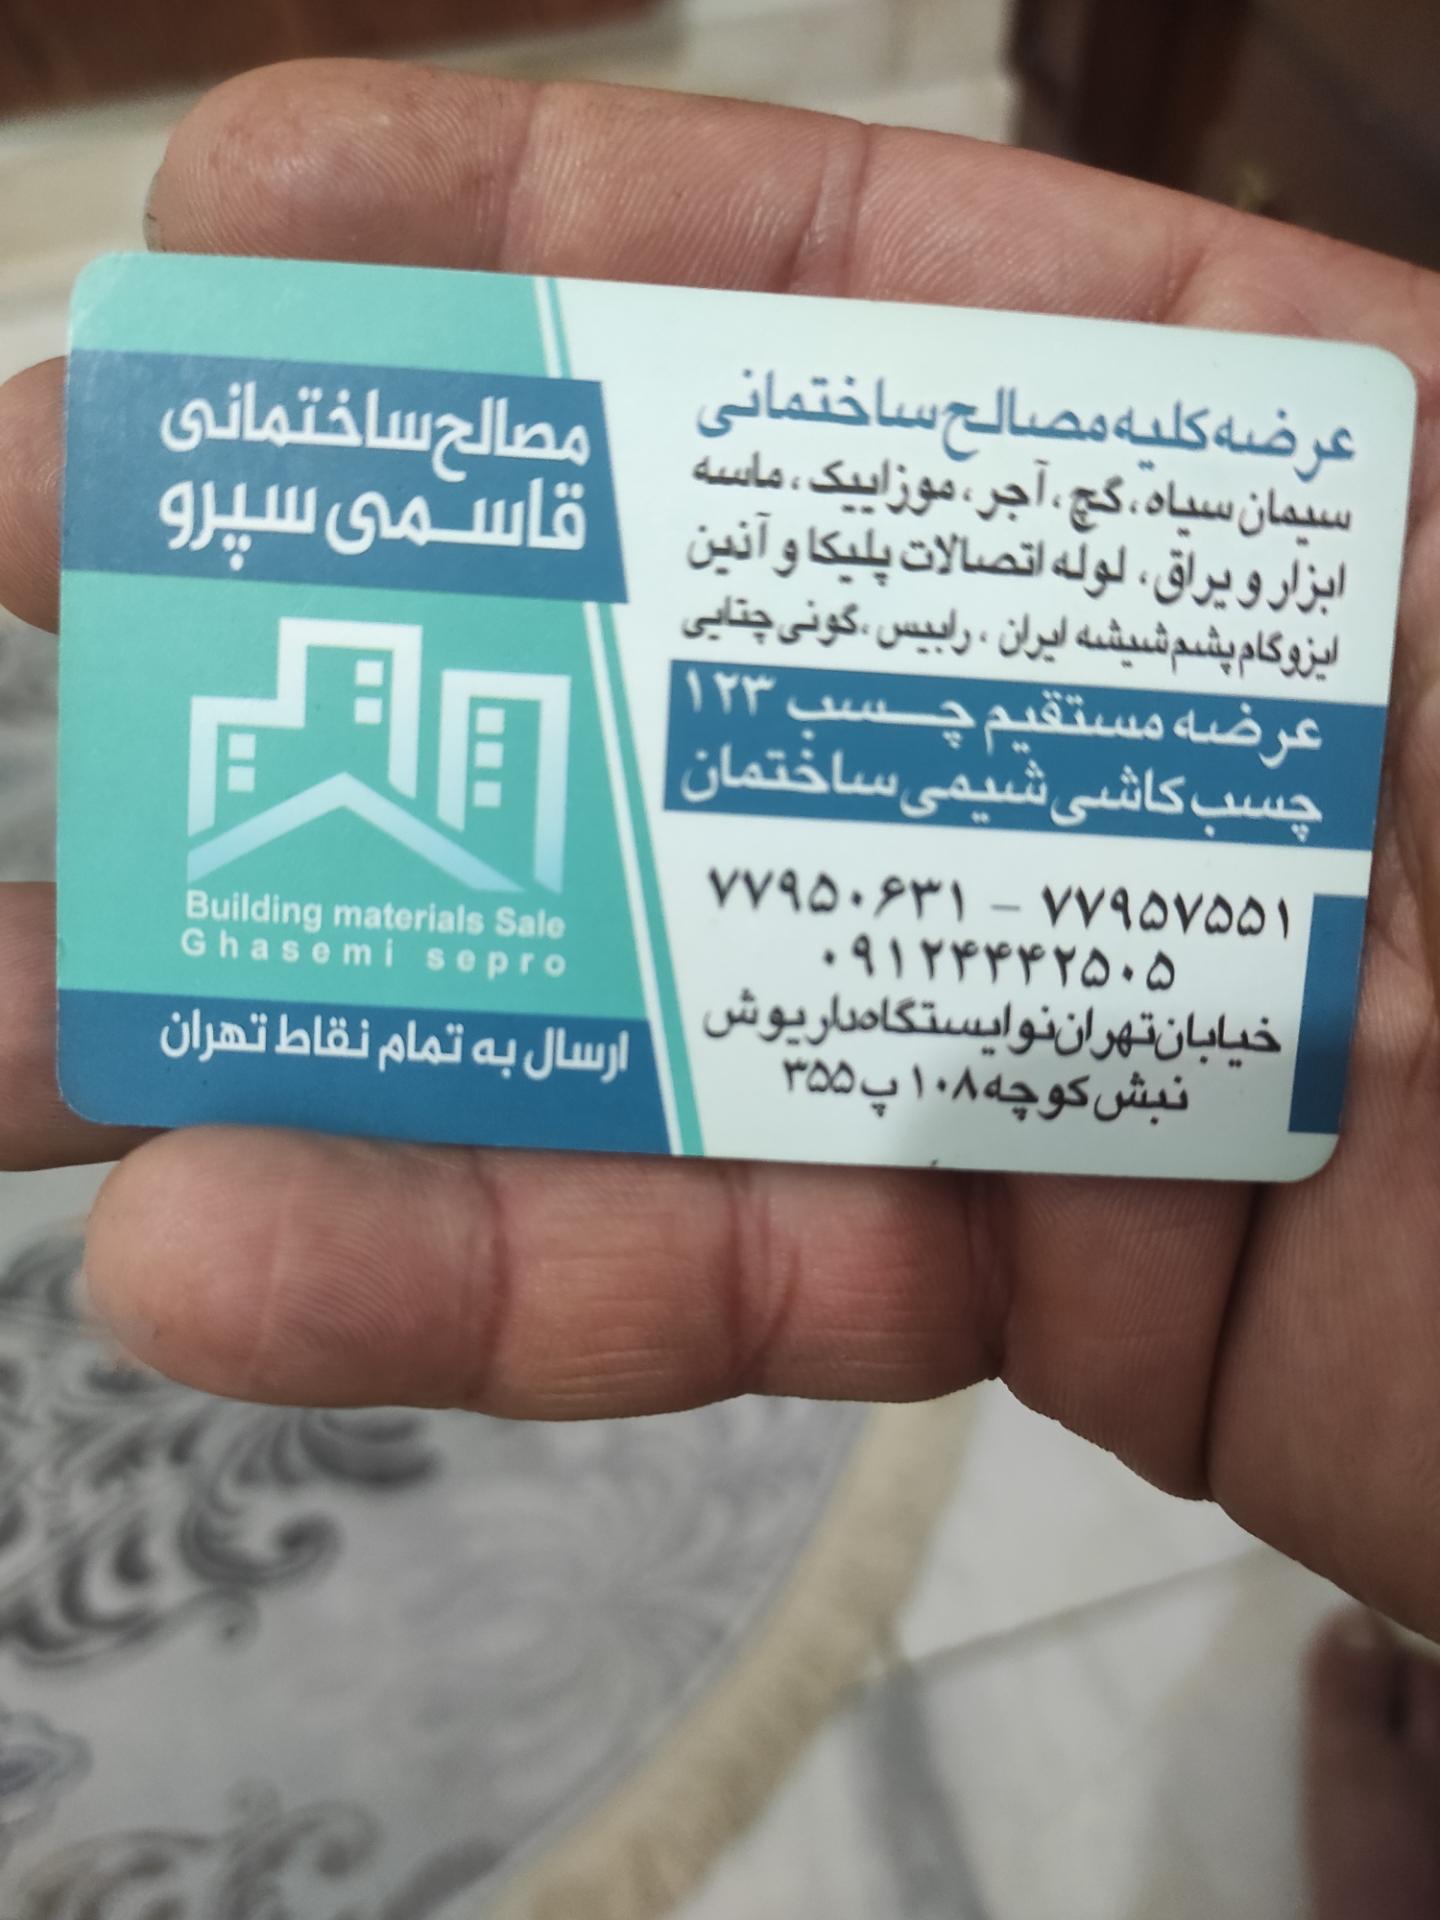 عرضه کلیه مصالح ساختمانی
سیمان سیاه، گچ، آجر، موزاییک، ماسه
ابزار و یراق، لوله اتصالات پلیکا و آذین
ایزوگام پشم شیشه ایران، رابیس، گونی چتایی
عرضه مستقیم چسب ۱۲۳
چسب کاشی شیمی ساختمان
۷۷۹۵۰۶۳۱ – ۷۷۹۵۷۵۵۱
۰۹۱۲۴۴۴۲۵۰۵
خیابان تهران نو ایستگاه داریوش
نبش کوچه ۱۰۸ پ ۳۵۵
مصالح ساختمانی
قاسمی سپرو
Building materials Sale
Ghasemi sepro
ارسال به تمام نقاط تهران